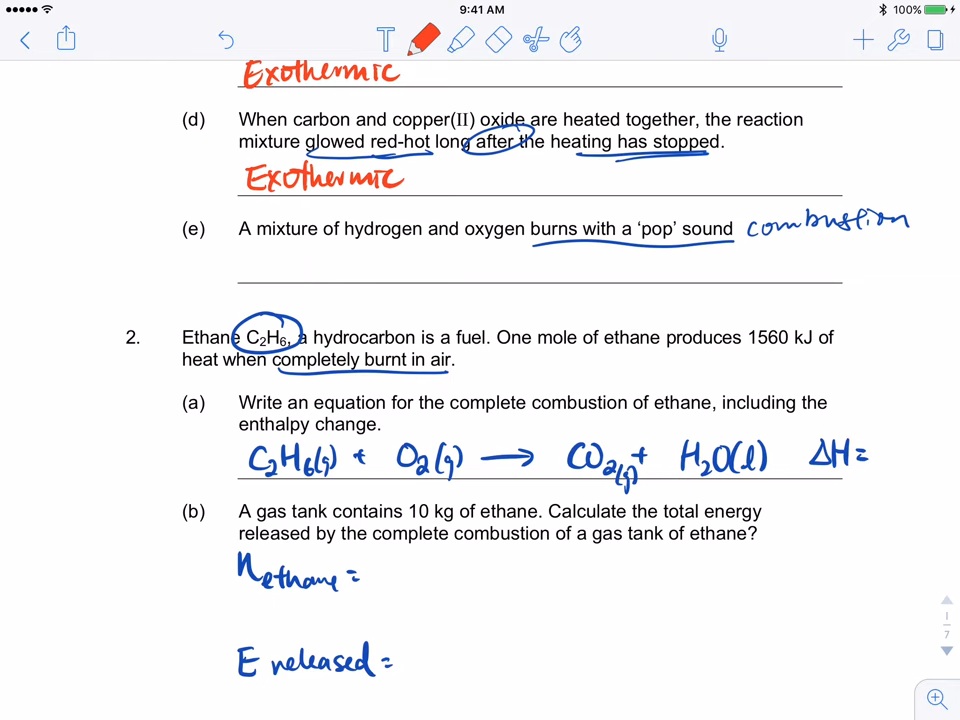 9:41 AM
100%
T
Exothermic
(d) When carbon and copper(II) oxide are heated together, the reaction
mixture glowed red-hot long after the heating has stopped.
Exothermic
(e) A mixture of hydrogen and oxygen burns with a ‘pop’ sound combustion
2. Ethane C₂H₆, a hydrocarbon is a fuel. One mole of ethane produces 1560 kJ of
heat when completely burnt in air.
(a) Write an equation for the complete combustion of ethane, including the
enthalpy change.
C₂H₆(g) + O₂(g) → CO₂(g) + H₂O(l) ΔH =
(b) A gas tank contains 10 kg of ethane. Calculate the total energy
released by the complete combustion of a gas tank of ethane?
n ethane =
E released =
1
7